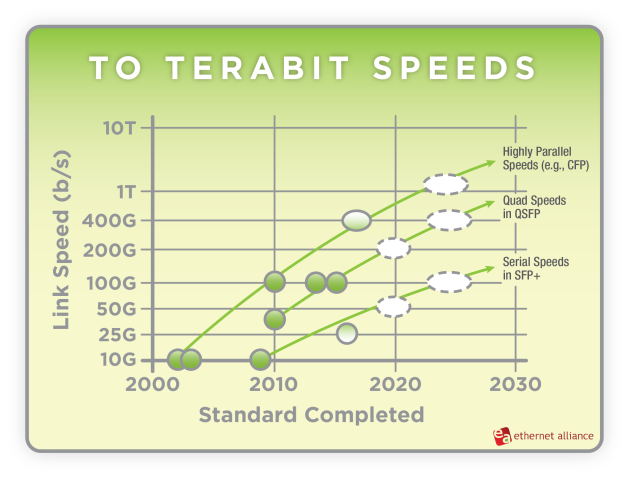 TO TERABIT SPEEDS
Link Speed (b/s)
10T
1T
400G
200G
100G
50G
25G
10G
2000
2010
2020
2030
Standard Completed
Highly Parallel
Speeds (e.g., CFP)
Quad Speeds
in QSFP
Serial Speeds
in SFP+
ea
ethernet alliance